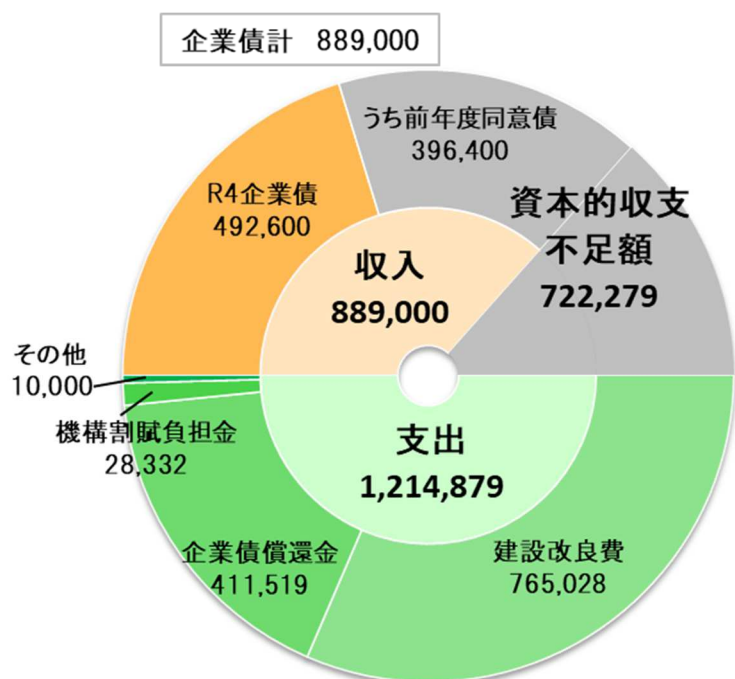 企業債計 889,000
うち前年度同意債
396,400
R4企業債
492,600
資本的収支
不足額
722,279
収入
889,000
その他
10,000
機構割賦負担金
28,332
支出
1,214,879
企業債償還金
411,519
建設改良費
765,028